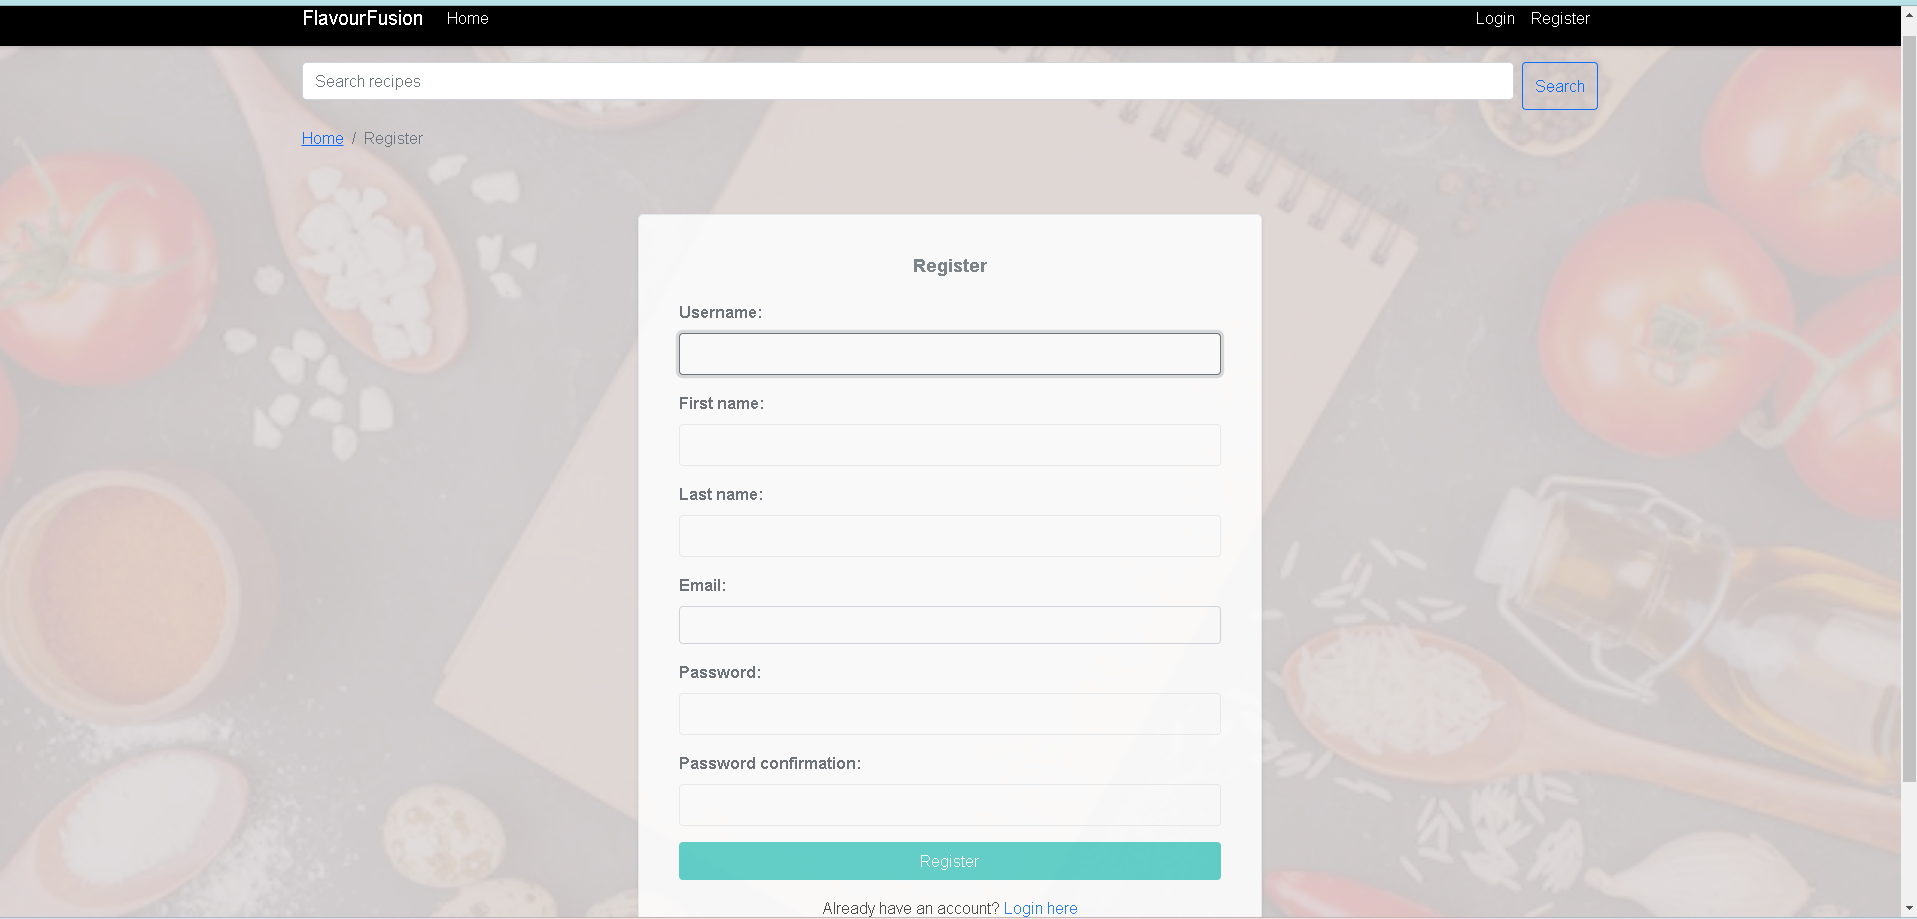 FlavourFusion Home Login Register
Search recipes Search
Home / Register
Register
Username:
First name:
Last name:
Email:
Password:
Password confirmation:
Register
Already have an account? Login here